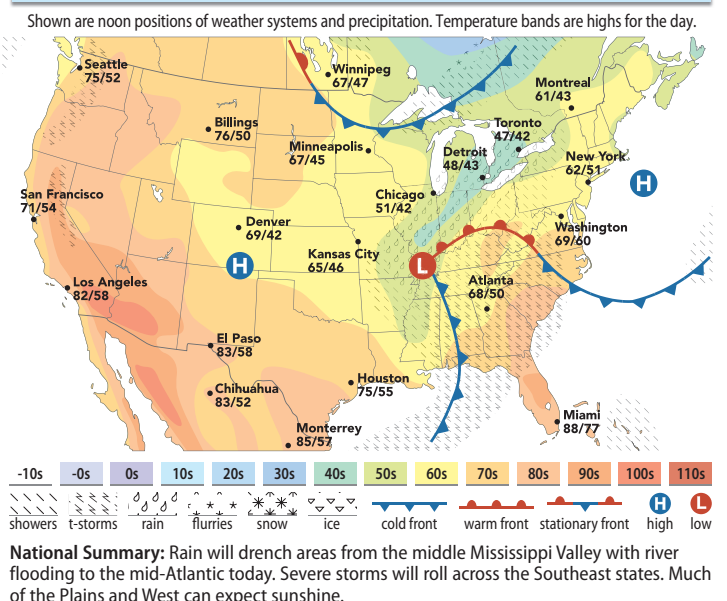 Shown are noon positions of weather systems and precipitation. Temperature bands are highs for the day.
Seattle
75/52
Winnipeg
67/47
Montreal
61/43
Billings
76/50
Toronto
47/42
Minneapolis
67/45
Detroit
48/43
New York
62/51
H
San Francisco
71/54
Chicago
51/42
Denver
69/42
Washington
69/60
Kansas City
65/46
H
L
Los Angeles
82/58
Atlanta
68/50
El Paso
83/58
Houston
75/55
Chihuahua
83/52
Miami
88/77
Monterrey
85/57
-10s -0s 0s 10s 20s 30s 40s 50s 60s 70s 80s 90s 100s 110s
H L
showers t-storms rain flurries snow ice cold front warm front stationary front high low
National Summary: Rain will drench areas from the middle Mississippi Valley with river
flooding to the mid-Atlantic today. Severe storms will roll across the Southeast states. Much
of the Plains and West can expect sunshine.